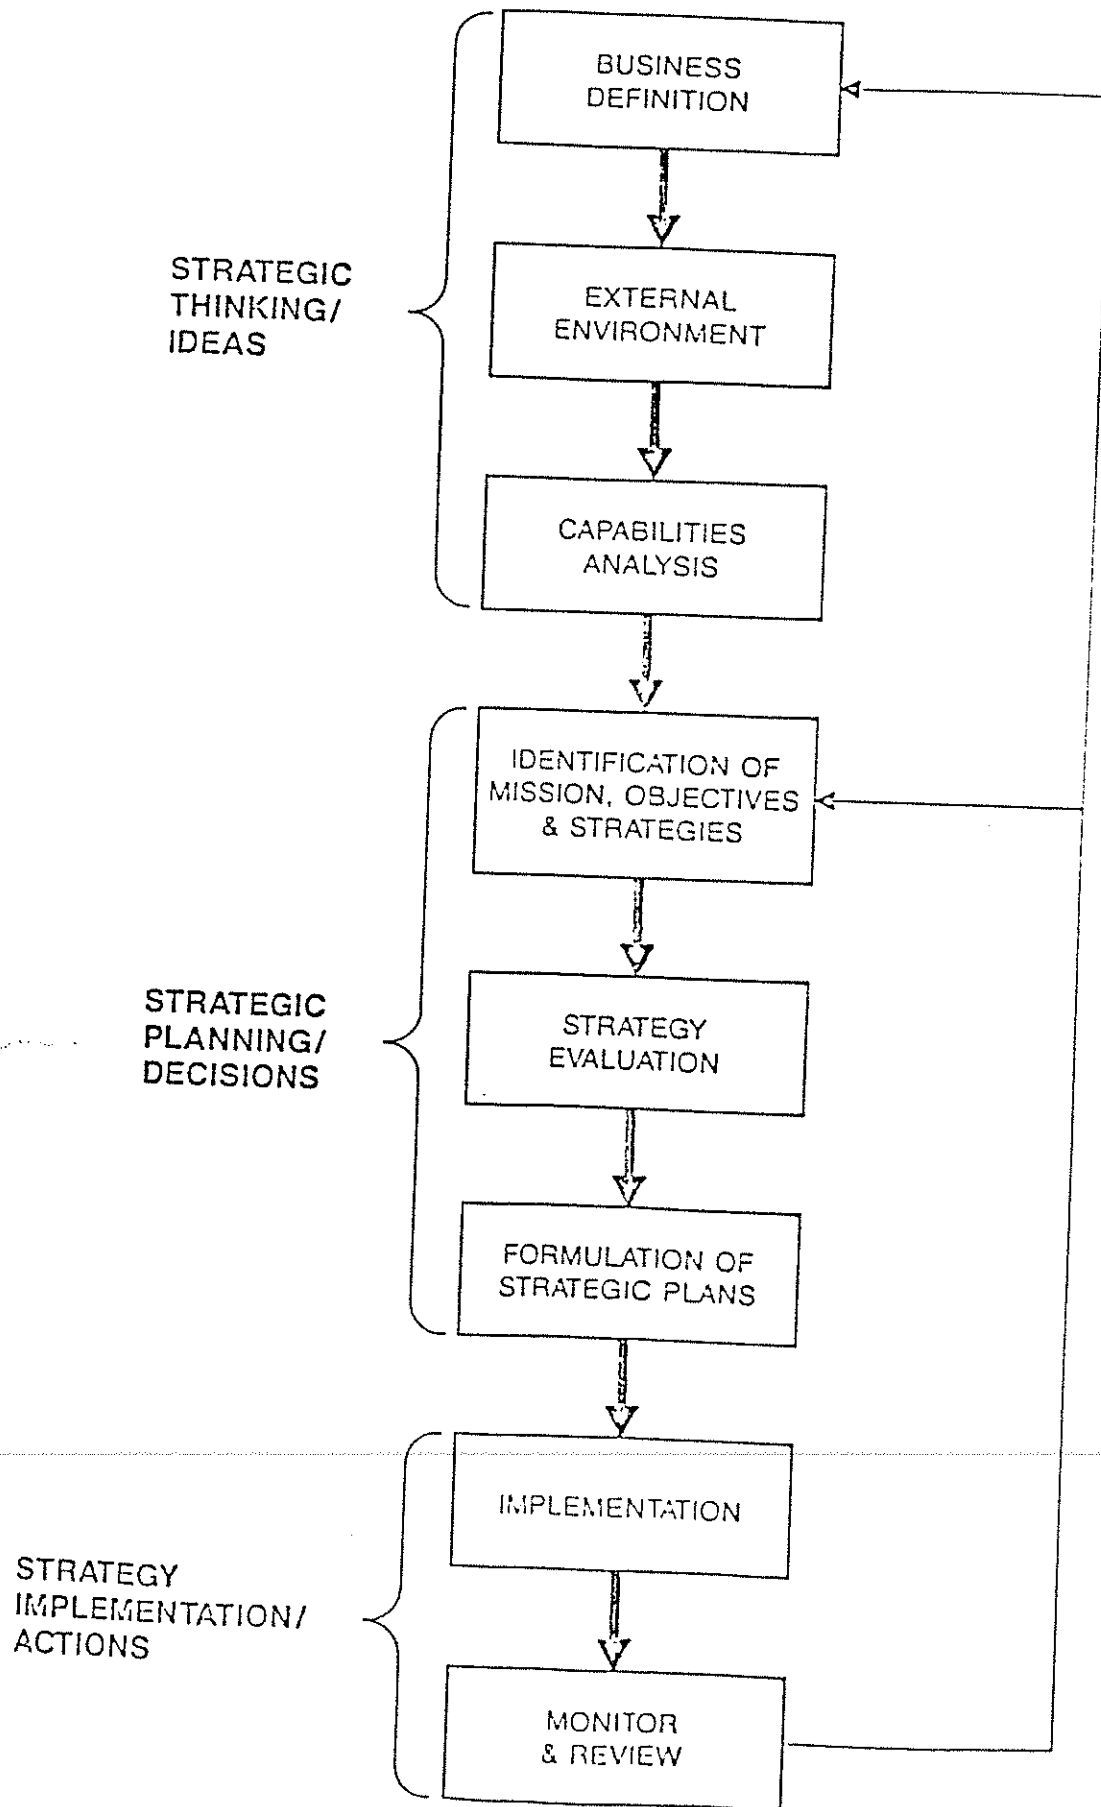 BUSINESS
DEFINITION
STRATEGIC
THINKING/
IDEAS
EXTERNAL
ENVIRONMENT
CAPABILITIES
ANALYSIS
IDENTIFICATION OF
MISSION, OBJECTIVES
& STRATEGIES
STRATEGIC
PLANNING/
DECISIONS
STRATEGY
EVALUATION
FORMULATION OF
STRATEGIC PLANS
STRATEGY
IMPLEMENTATION/
ACTIONS
IMPLEMENTATION
MONITOR
& REVIEW